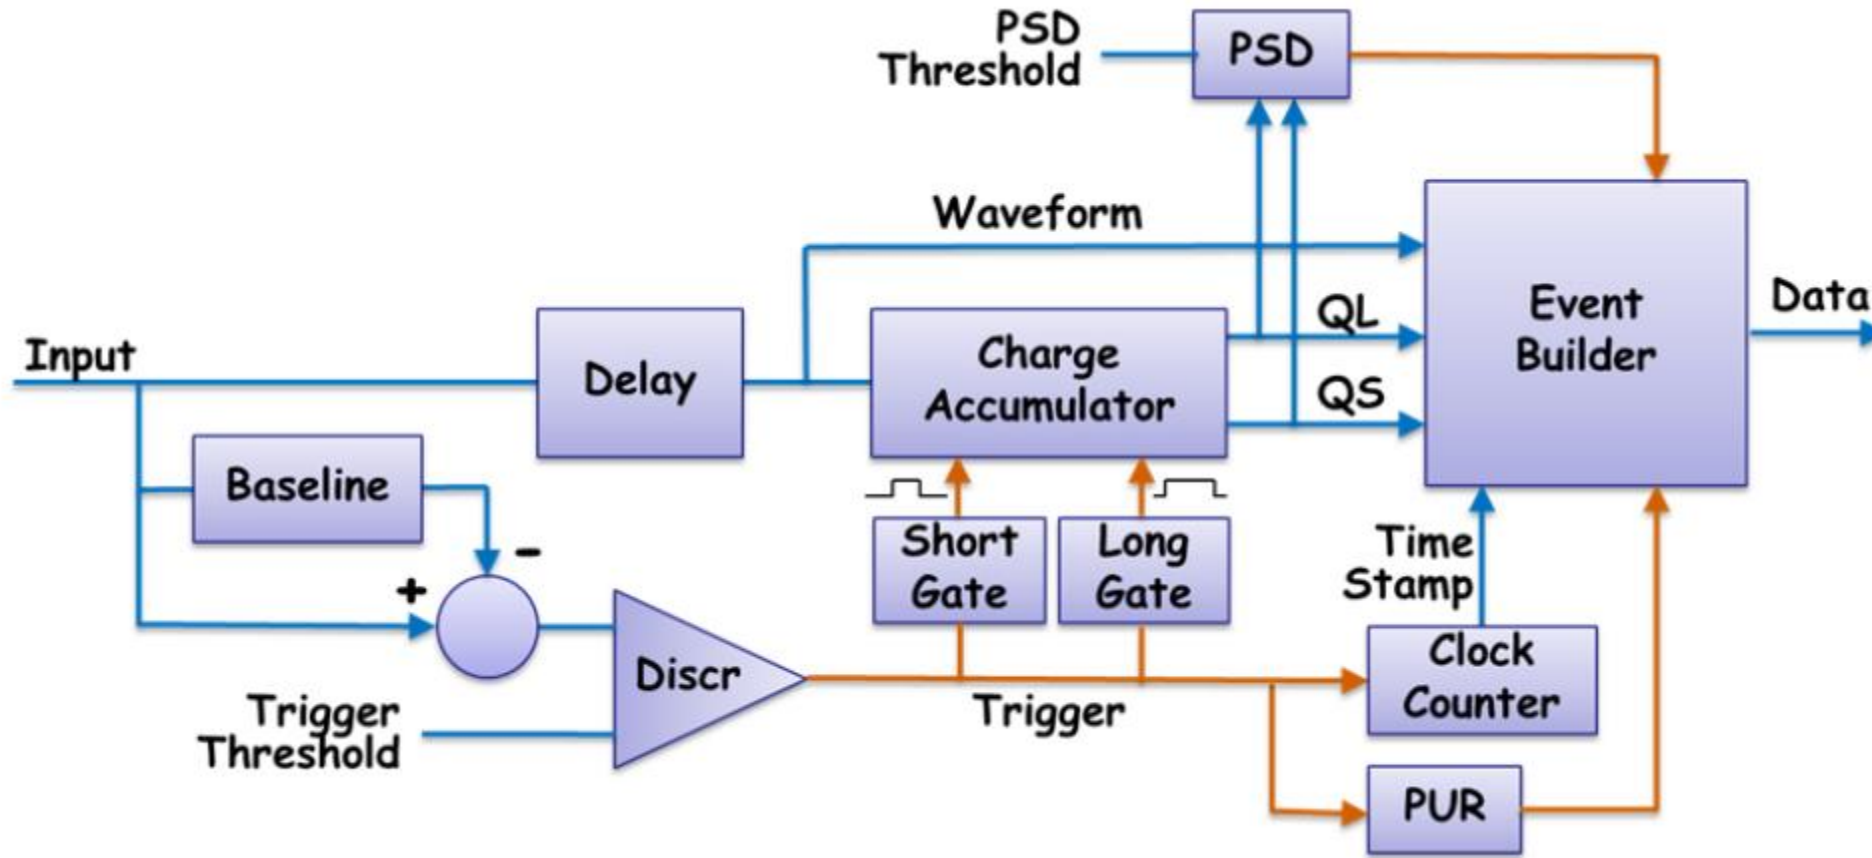 PSD
Threshold
PSD
Waveform
Input
Delay
Charge
Accumulator
QL
QS
Event
Builder
Data
Baseline
-
+
Short
Gate
Long
Gate
Time
Stamp
Discr
Trigger
Threshold
Trigger
Clock
Counter
PUR